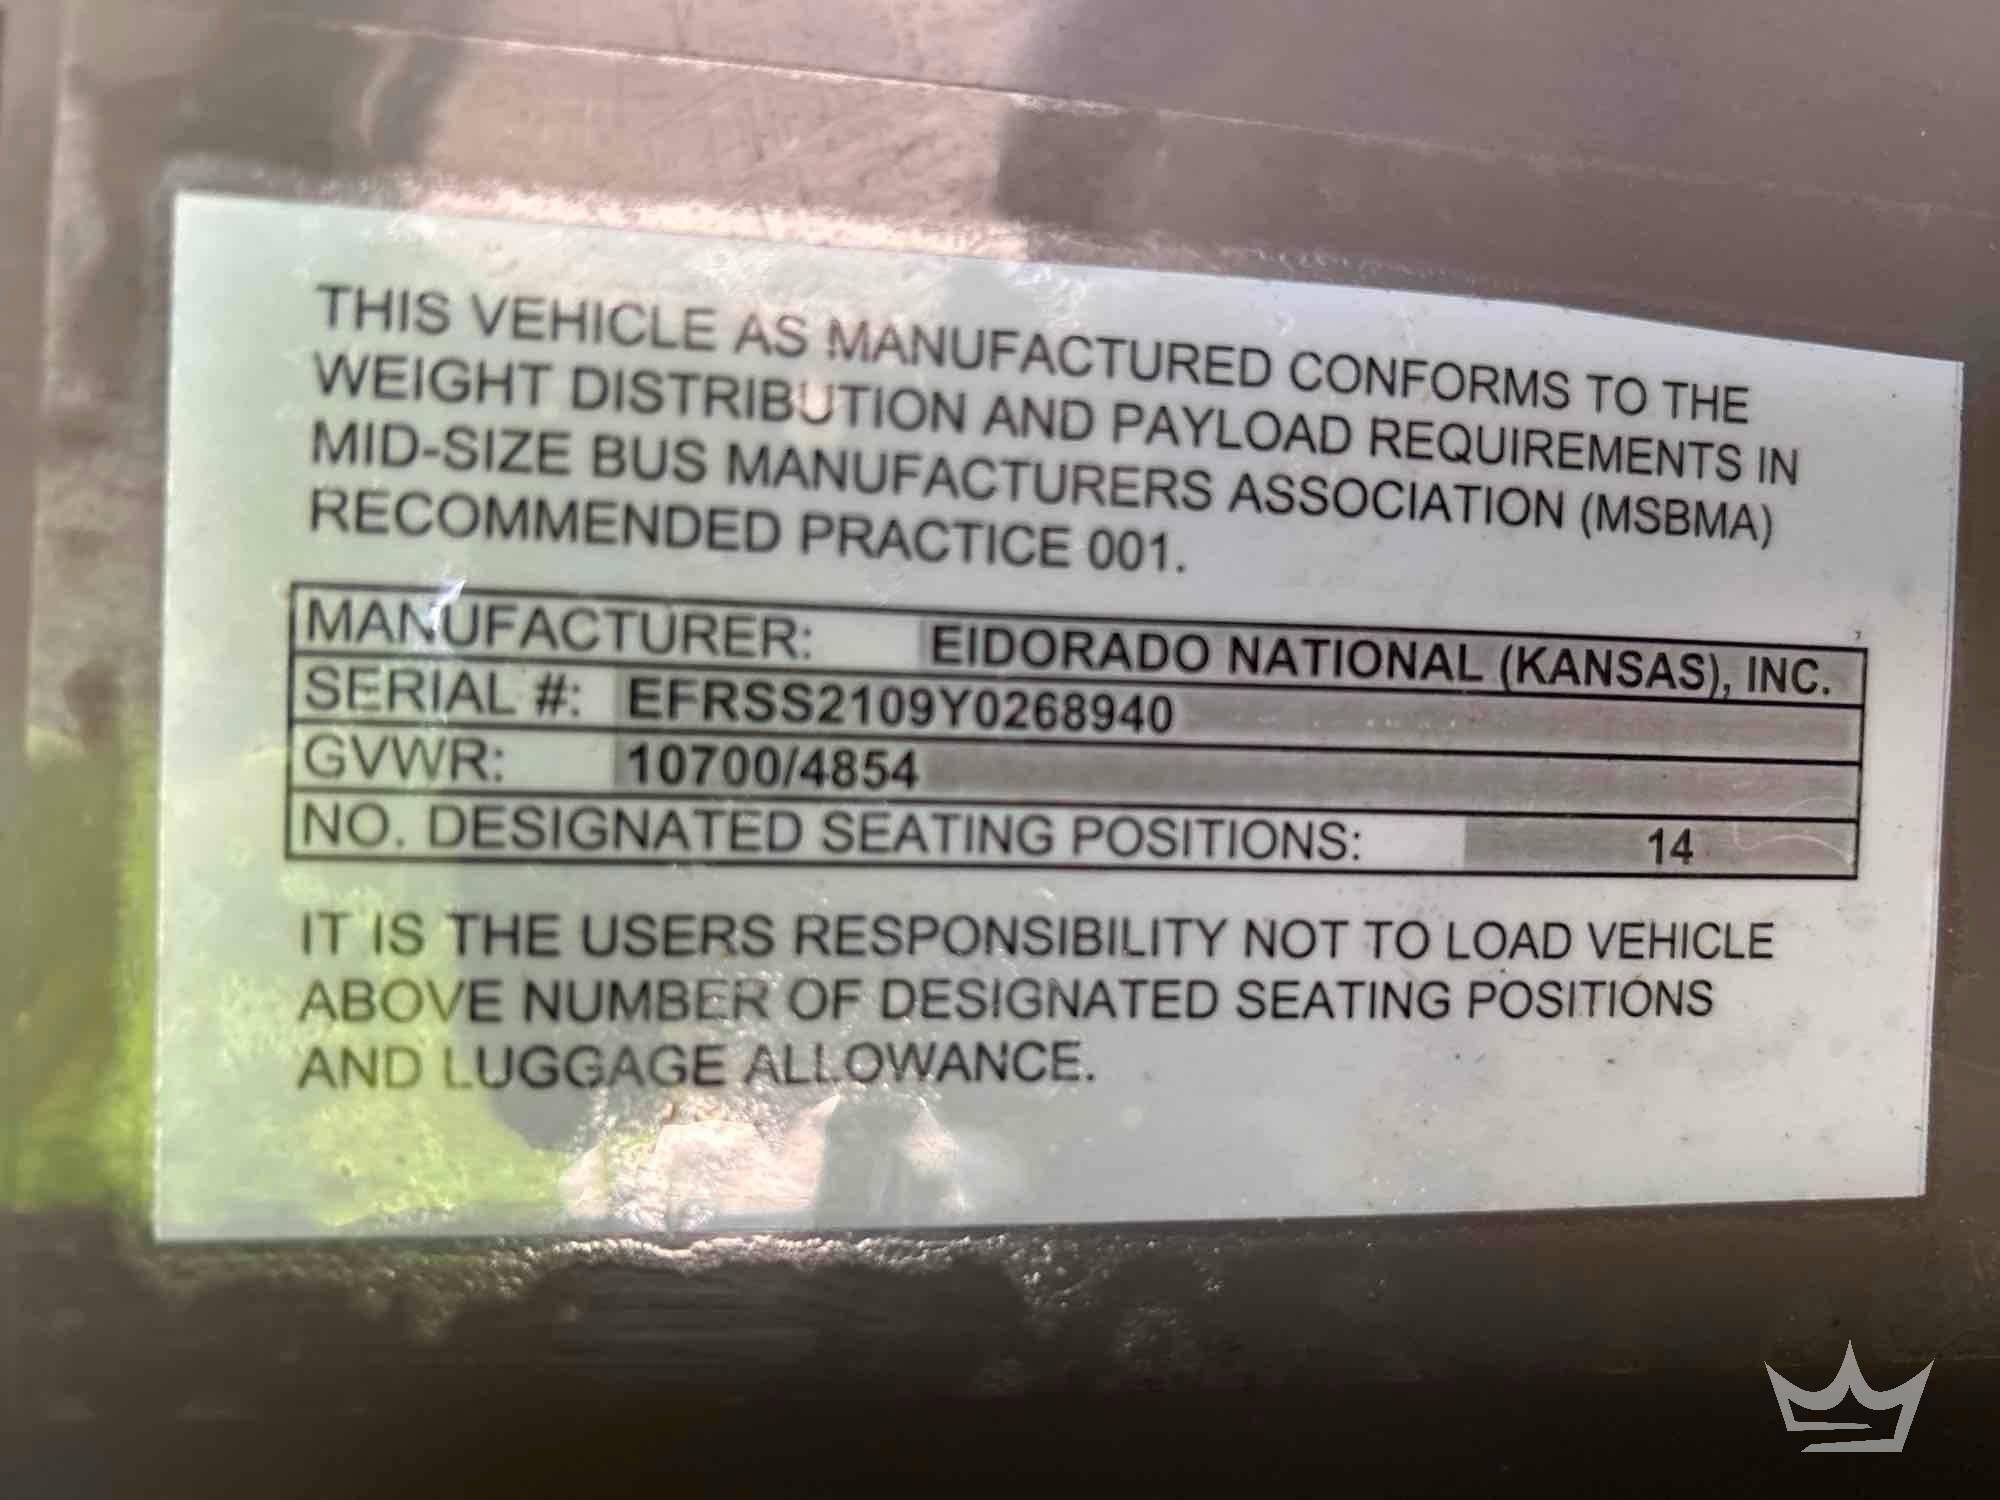 THIS VEHICLE AS MANUFACTURED CONFORMS TO THE
WEIGHT DISTRIBUTION AND PAYLOAD REQUIREMENTS IN
MID-SIZE BUS MANUFACTURERS ASSOCIATION (MSBMA)
RECOMMENDED PRACTICE 001.
MANUFACTURER: EIDORADO NATIONAL (KANSAS), INC.
SERIAL #: EFRSS2109Y0268940
GVWR: 10700/4854
NO. DESIGNATED SEATING POSITIONS: 14
IT IS THE USERS RESPONSIBILITY NOT TO LOAD VEHICLE
ABOVE NUMBER OF DESIGNATED SEATING POSITIONS
AND LUGGAGE ALLOWANCE.